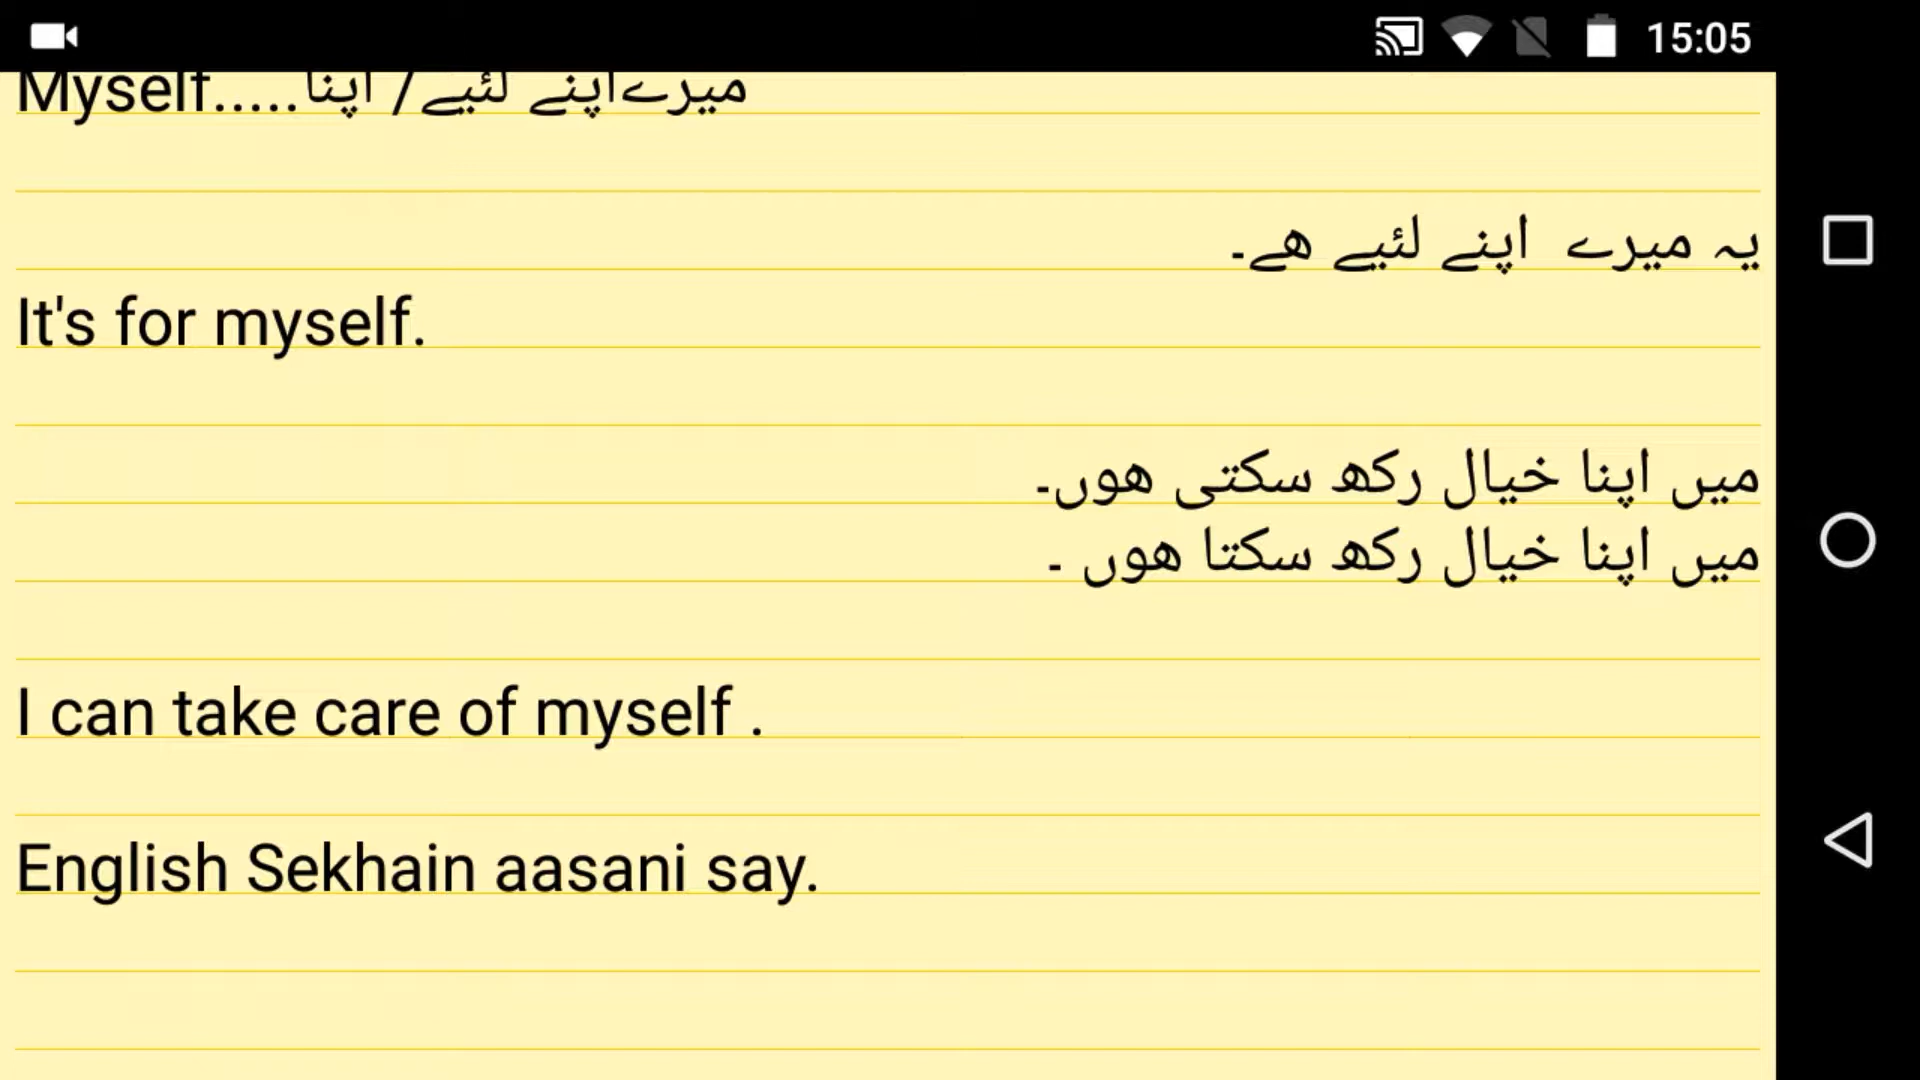 15:05
Myself.....میرےاپنے لئیے/ اپنا
یہ میرے  اپنے لئیے ھے۔
It's for myself.
میں اپنا خیال رکھ سکتی ھوں۔
میں اپنا خیال رکھ سکتا ھوں ۔
I can take care of myself .
English Sekhain aasani say.